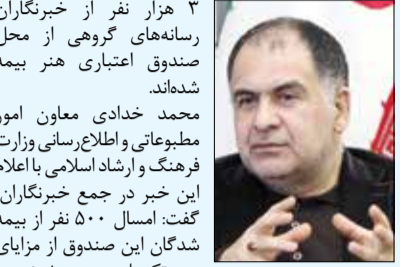 ۳ هزار نفر از خبرنگاران
رسانه‌های گروهی از محل
صندوق اعتباری هنر بیمه
شده‌اند.
محمد خدادی معاون امور
مطبوعاتی و اطلاع‌رسانی وزارت
فرهنگ و ارشاد اسلامی با اعلام
این خبر در جمع خبرنگاران
گفت: امسال ۵۰۰ نفر از بیمه
شدگان این صندوق از مزایای